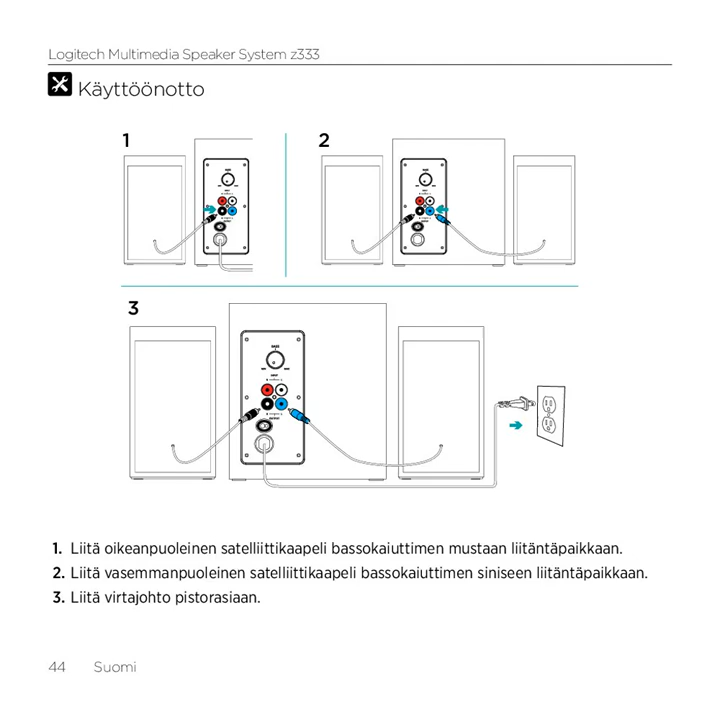 Logitech Multimedia Speaker System z333
Käyttöönotto
1
2
3
1. Liitä oikeanpuoleinen satelliittikaapeli bassokaiuttimen mustaan liitäntäpaikkaan.
2. Liitä vasemmanpuoleinen satelliittikaapeli bassokaiuttimen siniseen liitäntäpaikkaan.
3. Liitä virtajohto pistorasiaan.
44 Suomi